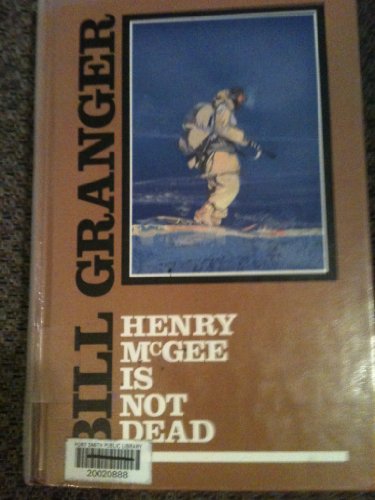 BILL GRANGER
HENRY
McGEE
IS
NOT
DEAD
FORT SMITH PUBLIC LIBRARY
20020888